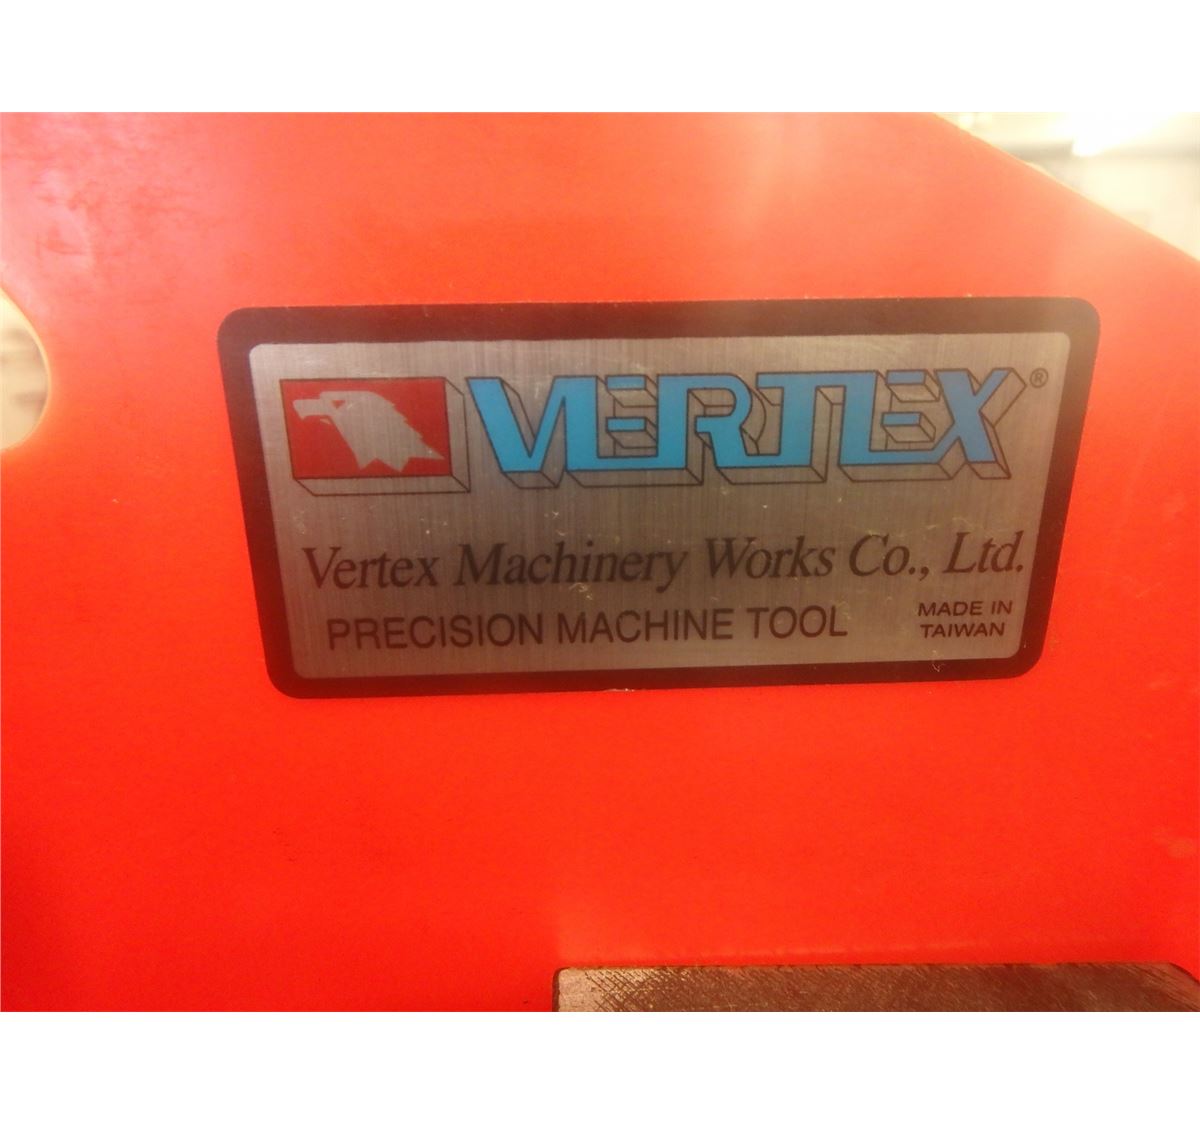 VERTEX®
Vertex Machinery Works Co., Ltd.
PRECISION MACHINE TOOL
MADE IN
TAIWAN